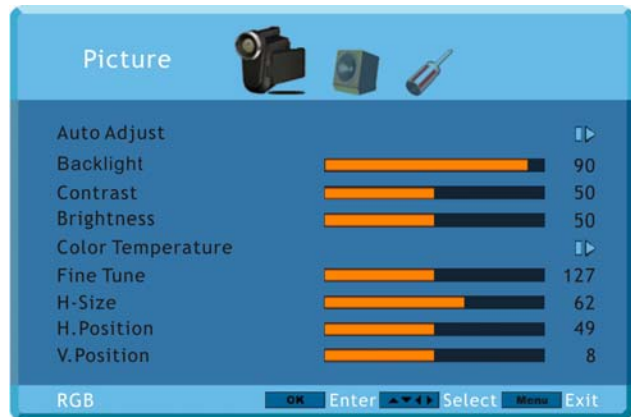 Picture
Auto Adjust
Backlight 90
Contrast 50
Brightness 50
Color Temperature
Fine Tune 127
H-Size 62
H.Position 49
V.Position 8
RGB OK Enter Select Menu Exit